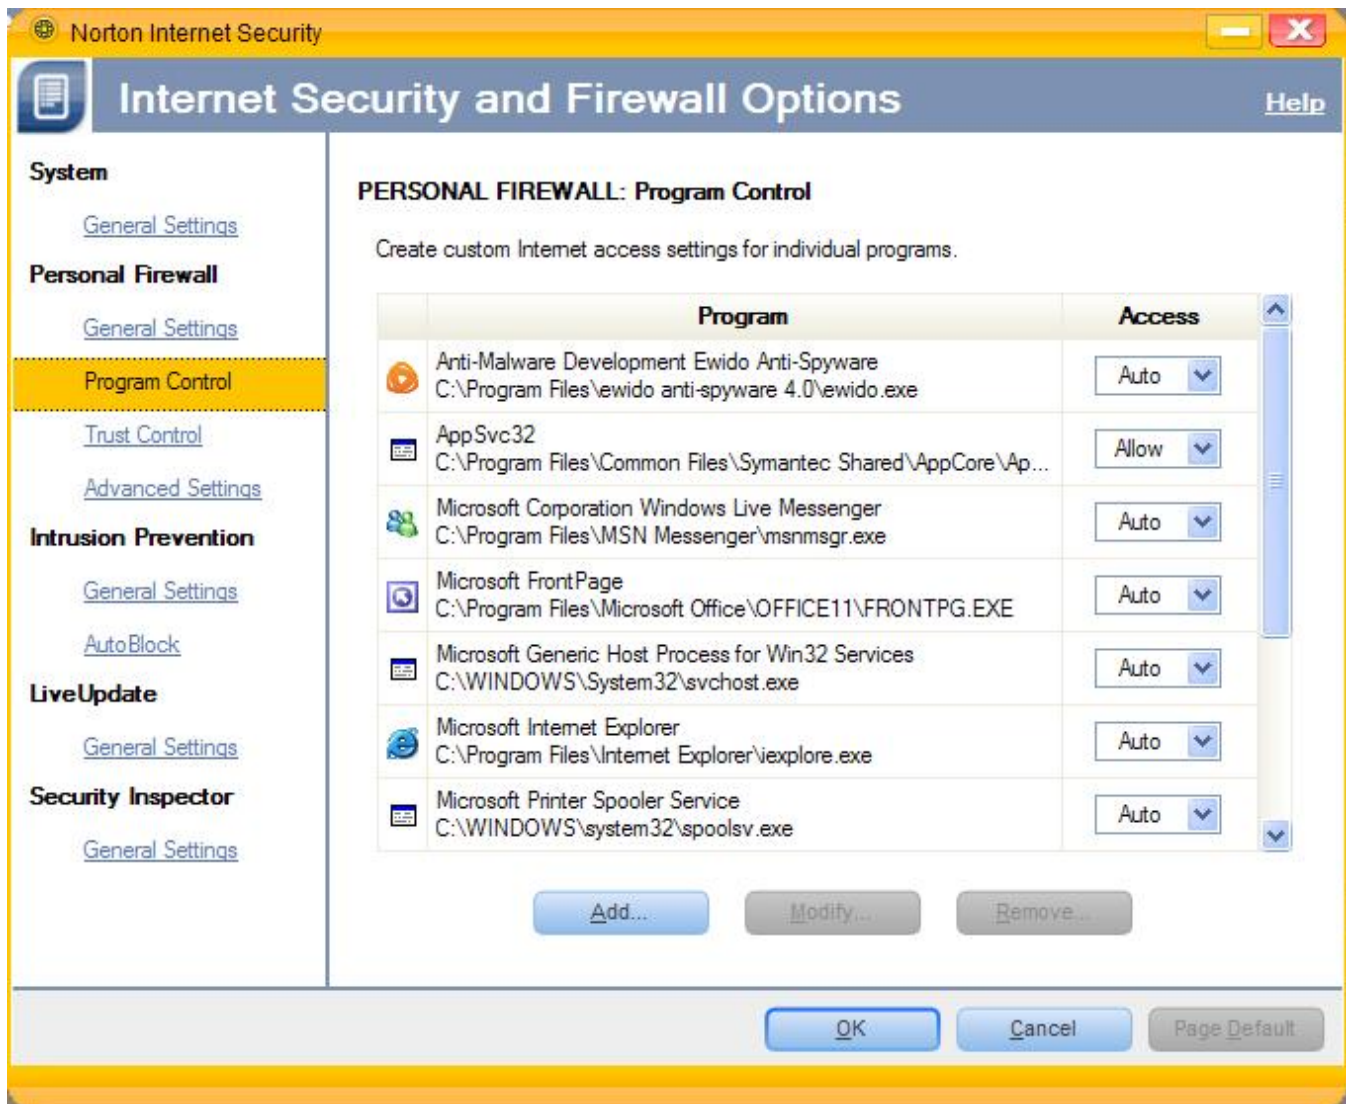 Norton Internet Security
Internet Security and Firewall Options
Help
System
General Settings
Personal Firewall
General Settings
Program Control
Trust Control
Advanced Settings
Intrusion Prevention
General Settings
AutoBlock
LiveUpdate
General Settings
Security Inspector
General Settings
PERSONAL FIREWALL: Program Control
Create custom Internet access settings for individual programs.
Program Access
Anti-Malware Development Ewido Anti-Spyware
C:\Program Files\ewido anti-spyware 4.0\ewido.exe
Auto
AppSvc32
C:\Program Files\Common Files\Symantec Shared\AppCore\Ap...
Allow
Microsoft Corporation Windows Live Messenger
C:\Program Files\MSN Messenger\msnmsgr.exe
Auto
Microsoft FrontPage
C:\Program Files\Microsoft Office\OFFICE11\FRONTPG.EXE
Auto
Microsoft Generic Host Process for Win32 Services
C:\WINDOWS\System32\svchost.exe
Auto
Microsoft Internet Explorer
C:\Program Files\Internet Explorer\iexplore.exe
Auto
Microsoft Printer Spooler Service
C:\WINDOWS\system32\spoolsv.exe
Auto
Add... Modify... Remove...
OK Cancel Page Default